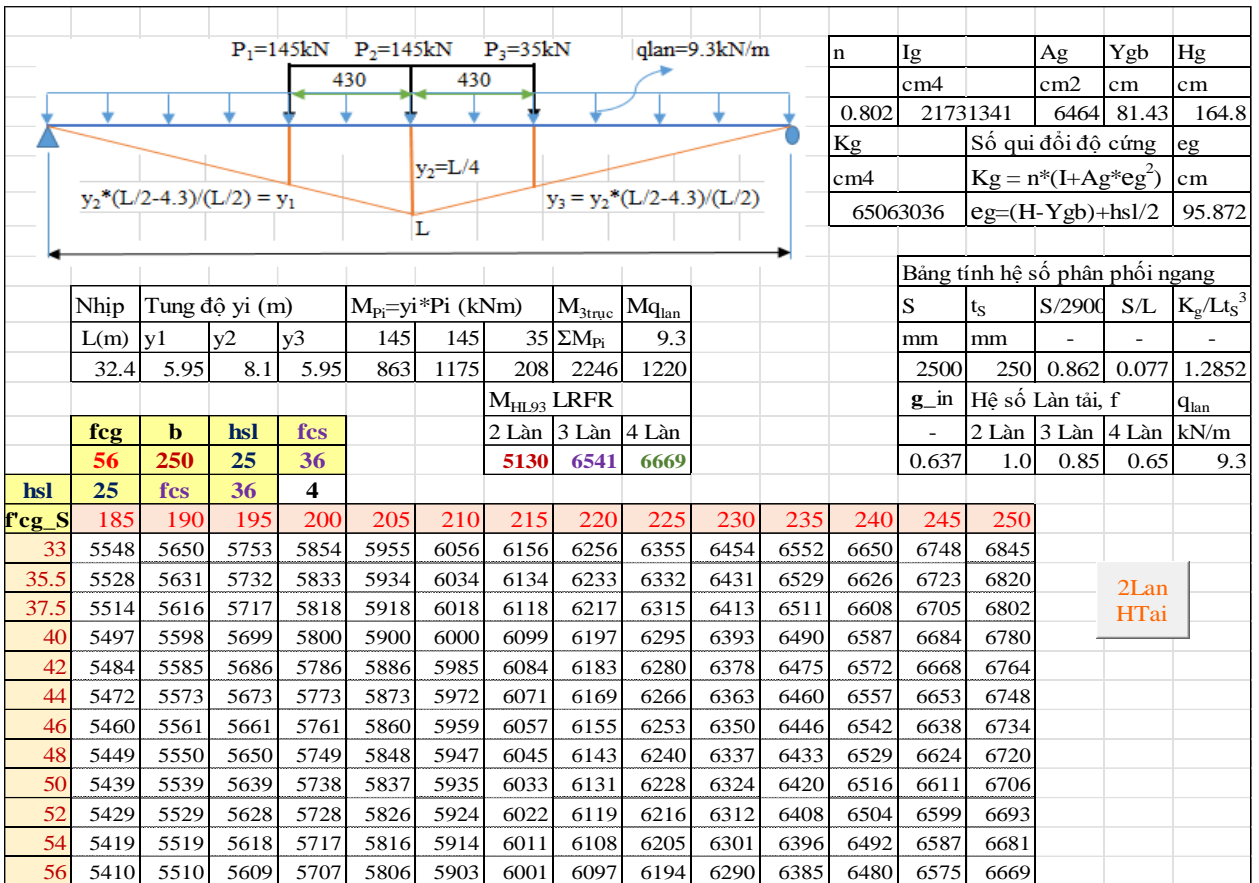 P₁=145kN P₂=145kN P₃=35kN qlan=9.3kN/m
430 430
y₂=L/4
y₂*(L/2-4.3)/(L/2) = y₁ y₃ = y₂*(L/2-4.3)/(L/2)
L
n Ig Ag Ygb Hg
cm4 cm2 cm cm
0.802 21731341 6464 81.43 164.8
Kg Số qui đổi độ cứng eg
cm4 Kg = n*(I+Ag*eg²) cm
65063036 eg=(H-Ygb)+hsl/2 95.872
Bảng tính hệ số phân phối ngang
Nhịp Tung độ yi (m) M_Pi=yi*Pi (kNm) M_3trục Mq_lan S t_S S/2900 S/L K_g/Lt_S³
L(m) y1 y2 y3 145 145 35 ΣM_Pi 9.3 mm mm - - -
32.4 5.95 8.1 5.95 863 1175 208 2246 1220 2500 250 0.862 0.077 1.2852
M_HL93 LRFR g_in Hệ số Làn tải, f q_lan
fcg b hsl fcs 2 Làn 3 Làn 4 Làn - 2 Làn 3 Làn 4 Làn kN/m
56 250 25 36 5130 6541 6669 0.637 1.0 0.85 0.65 9.3
hsl 25 fcs 36 4
f'cg_S 185 190 195 200 205 210 215 220 225 230 235 240 245 250
33 5548 5650 5753 5854 5955 6056 6156 6256 6355 6454 6552 6650 6748 6845
35.5 5528 5631 5732 5833 5934 6034 6134 6233 6332 6431 6529 6626 6723 6820
37.5 5514 5616 5717 5818 5918 6018 6118 6217 6315 6413 6511 6608 6705 6802
40 5497 5598 5699 5800 5900 6000 6099 6197 6295 6393 6490 6587 6684 6780
42 5484 5585 5686 5786 5886 5985 6084 6183 6280 6378 6475 6572 6668 6764
44 5472 5573 5673 5773 5873 5972 6071 6169 6266 6363 6460 6557 6653 6748
46 5460 5561 5661 5761 5860 5959 6057 6155 6253 6350 6446 6542 6638 6734
48 5449 5550 5650 5749 5848 5947 6045 6143 6240 6337 6433 6529 6624 6720
50 5439 5539 5639 5738 5837 5935 6033 6131 6228 6324 6420 6516 6611 6706
52 5429 5529 5628 5728 5826 5924 6022 6119 6216 6312 6408 6504 6599 6693
54 5419 5519 5618 5717 5816 5914 6011 6108 6205 6301 6396 6492 6587 6681
56 5410 5510 5609 5707 5806 5903 6001 6097 6194 6290 6385 6480 6575 6669
2Lan
HTai